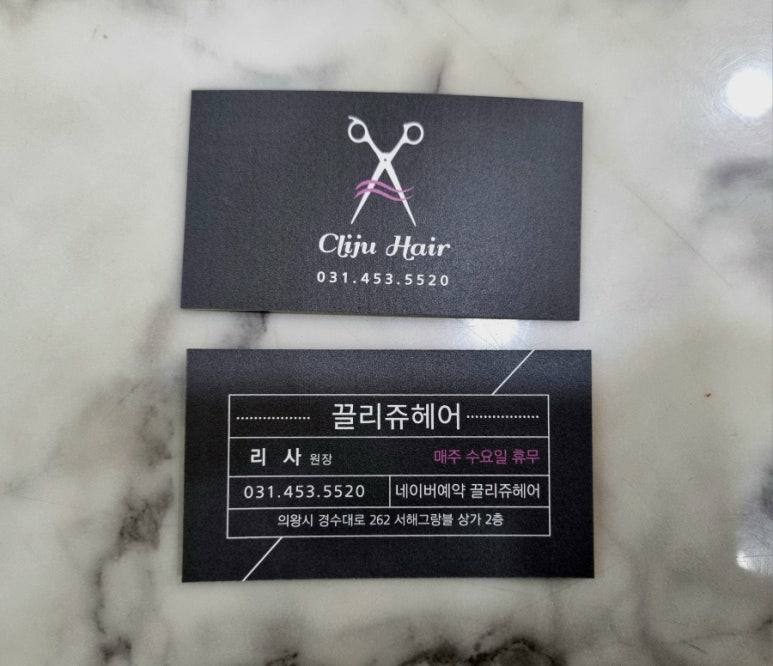 Cliju Hair
031.453.5520
끌리쥬헤어
리 사 원장 매주 수요일 휴무
031.453.5520 네이버예약 끌리쥬헤어
의왕시 경수대로 262 서해그랑블 상가 2층